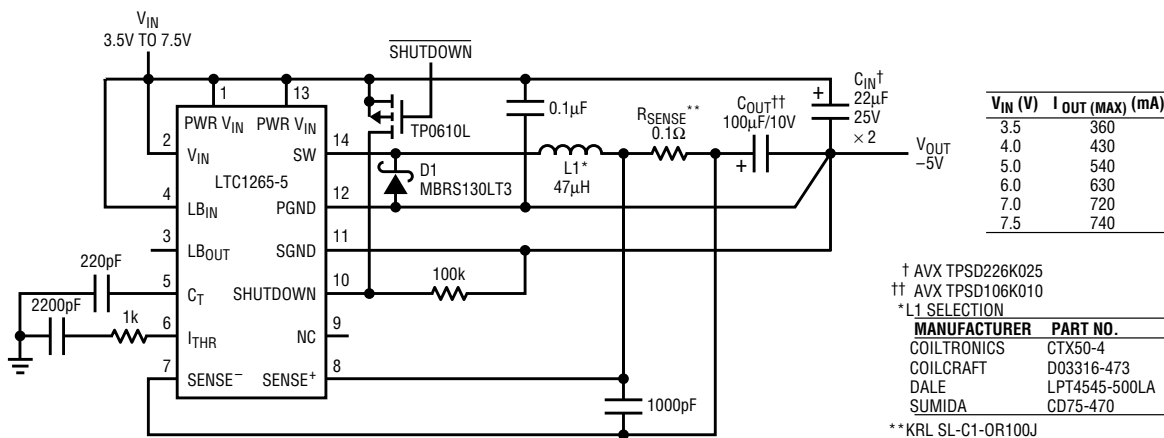 VIN
3.5V TO 7.5V
SHUTDOWN
1
13
PWR VIN
PWR VIN
TP0610L
0.1µF
RSENSE**
0.1Ω
COUT††
100µF/10V
+
CIN†
22µF
25V
× 2
+
VOUT
–5V
2
VIN
14
SW
LTC1265-5
D1
MBRS130LT3
L1*
47µH
4
LBIN
12
PGND
3
LBOUT
11
SGND
220pF
5
CT
10
SHUTDOWN
100k
2200pF
1k
6
ITHR
9
NC
7
SENSE–
8
SENSE+
1000pF
VIN (V) I OUT (MAX) (mA)
3.5 360
4.0 430
5.0 540
6.0 630
7.0 720
7.5 740
† AVX TPSD226K025
†† AVX TPSD106K010
*L1 SELECTION
MANUFACTURER PART NO.
COILTRONICS CTX50-4
COILCRAFT D03316-473
DALE LPT4545-500LA
SUMIDA CD75-470
**KRL SL-C1-OR100J